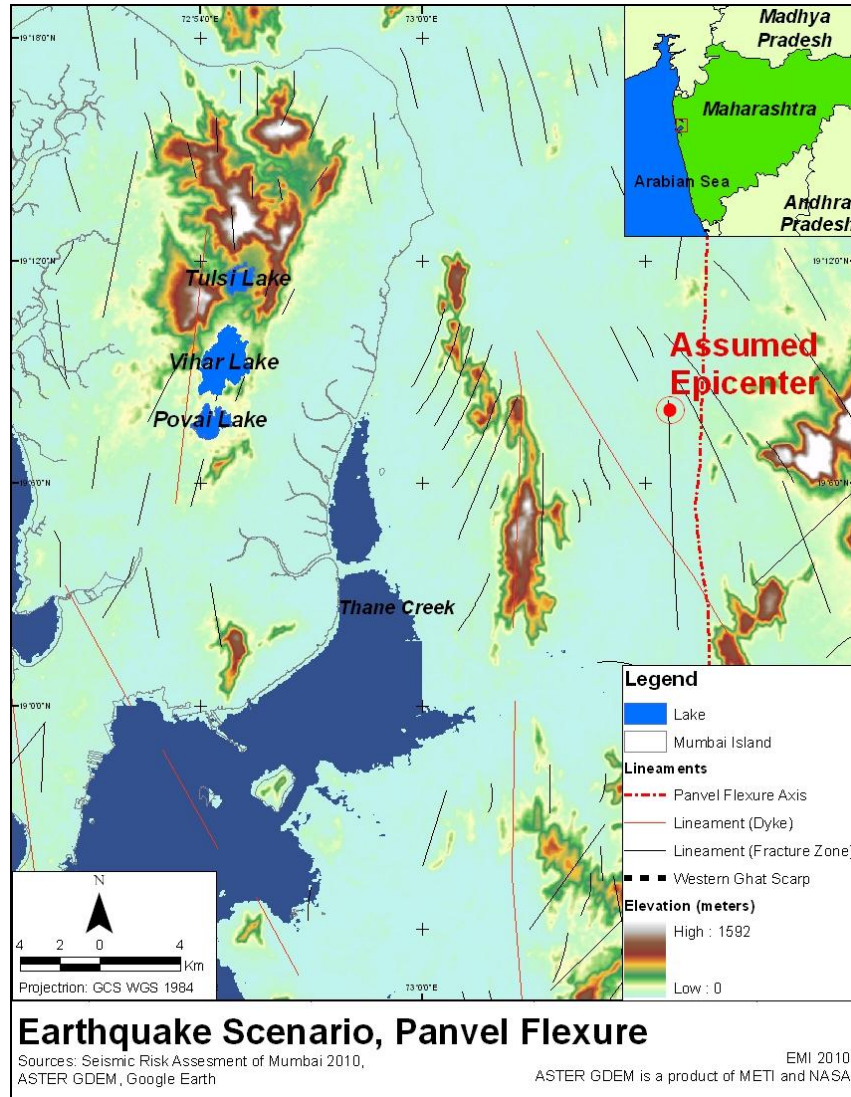 72°54'0"E
73°0'0"E
19°18'0"N
Madhya
Pradesh
Maharashtra
Arabian Sea
Andhra
Pradesh
19°12'0"N
19°12'0"N
Tulsi Lake
Vihar Lake
Povai Lake
Assumed
Epicenter
19°6'0"N
19°6'0"N
Thane Creek
19°0'0"N
Legend
Lake
Mumbai Island
Lineaments
Panvel Flexure Axis
Lineament (Dyke)
Lineament (Fracture Zone)
Western Ghat Scarp
Elevation (meters)
High : 1592
Low : 0
N
4 2 0 4
Km
Projectrion: GCS WGS 1984
73°0'0"E
Earthquake Scenario, Panvel Flexure
Sources: Seismic Risk Assesment of Mumbai 2010,
ASTER GDEM, Google Earth
EMI 2010
ASTER GDEM is a product of METI and NASA